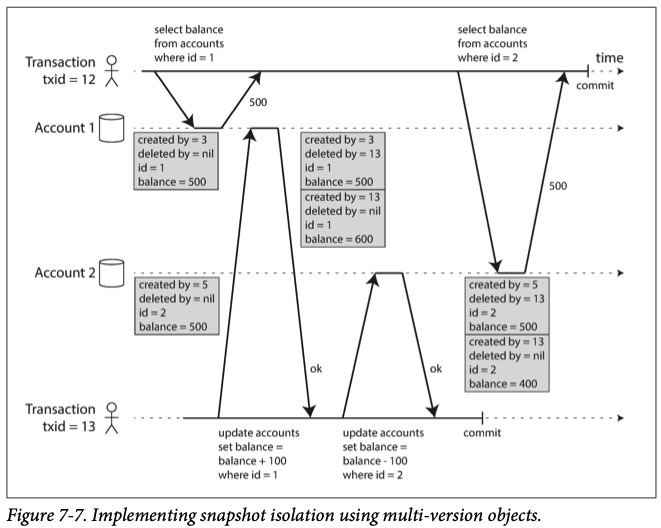 select balance
from accounts
where id = 1
select balance
from accounts
where id = 2
Transaction
txid = 12
time
commit
500
Account 1
created by = 3
deleted by = nil
id = 1
balance = 500
created by = 3
deleted by = 13
id = 1
balance = 500
created by = 13
deleted by = nil
id = 1
balance = 600
500
Account 2
created by = 5
deleted by = nil
id = 2
balance = 500
created by = 5
deleted by = 13
id = 2
balance = 500
created by = 13
deleted by = nil
id = 2
balance = 400
ok
ok
Transaction
txid = 13
update accounts
set balance =
balance + 100
where id = 1
update accounts
set balance =
balance - 100
where id = 2
commit
Figure 7-7. Implementing snapshot isolation using multi-version objects.